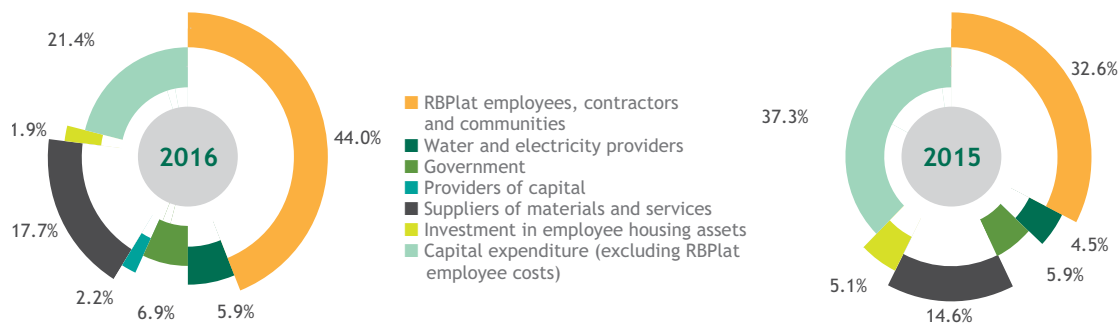 21.4%
1.9%
17.7%
2.2%
6.9%
5.9%
44.0%
2016
RBPlat employees, contractors
and communities
Water and electricity providers
Government
Providers of capital
Suppliers of materials and services
Investment in employee housing assets
Capital expenditure (excluding RBPlat
employee costs)
37.3%
32.6%
2015
4.5%
5.9%
5.1%
14.6%